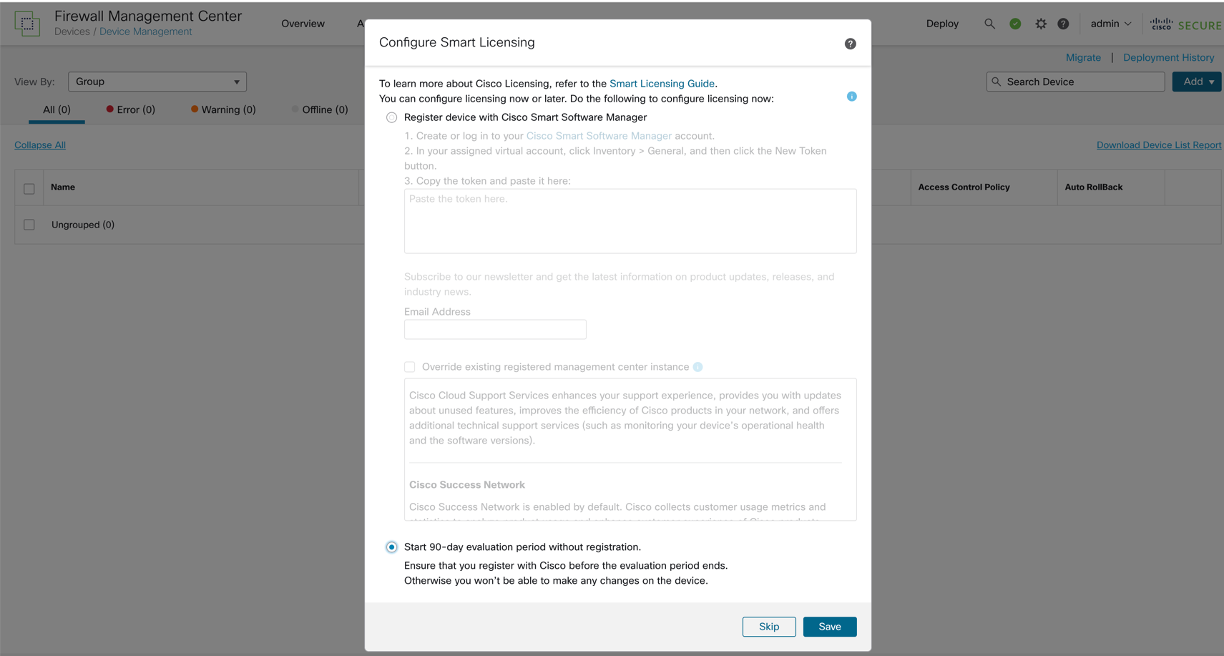 Firewall Management Center
Devices / Device Management
Overview
A
Deploy
admin
cisco SECURE
Configure Smart Licensing
Migrate | Deployment History
View By: Group
Search Device
Add
All (0)
Error (0)
Warning (0)
Offline (0)
Collapse All
Download Device List Report
Name
Access Control Policy
Auto RollBack
Ungrouped (0)
To learn more about Cisco Licensing, refer to the Smart Licensing Guide.
You can configure licensing now or later. Do the following to configure licensing now:
Register device with Cisco Smart Software Manager
1. Create or log in to your Cisco Smart Software Manager account.
2. In your assigned virtual account, click Inventory > General, and then click the New Token
button.
3. Copy the token and paste it here:
Paste the token here.
Subscribe to our newsletter and get the latest information on product updates, releases, and
industry news.
Email Address
Override existing registered management center instance
Cisco Cloud Support Services enhances your support experience, provides you with updates
about unused features, improves the efficiency of Cisco products in your network, and offers
additional technical support services (such as monitoring your device's operational health
and the software versions).
Cisco Success Network
Cisco Success Network is enabled by default. Cisco collects customer usage metrics and
Start 90-day evaluation period without registration.
Ensure that you register with Cisco before the evaluation period ends.
Otherwise you won't be able to make any changes on the device.
Skip
Save